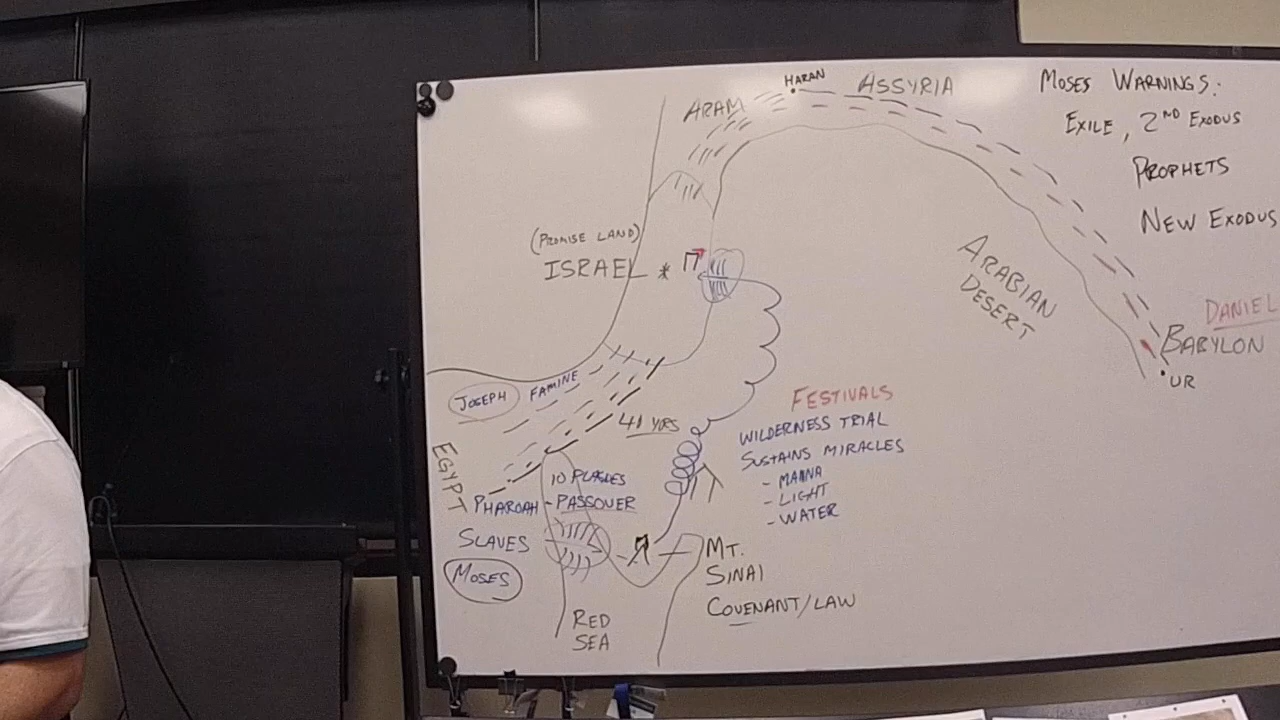 HARAN
ASSYRIA
ARAM
MOSES WARNINGS:
EXILE, 2ND EXODUS
PROPHETS
NEW EXODUS
(PROMISE LAND)
ISRAEL *
ARABIAN
DESERT
DANIEL
BABYLON
UR
JOSEPH
FAMINE
40 YRS
EGYPT
10 PLAGUES
PHAROAH - PASSOVER
SLAVES
MOSES
RED
SEA
MT.
SINAI
COVENANT/LAW
FESTIVALS
WILDERNESS TRIAL
SUSTAINS MIRACLES
- MANNA
- LIGHT
- WATER